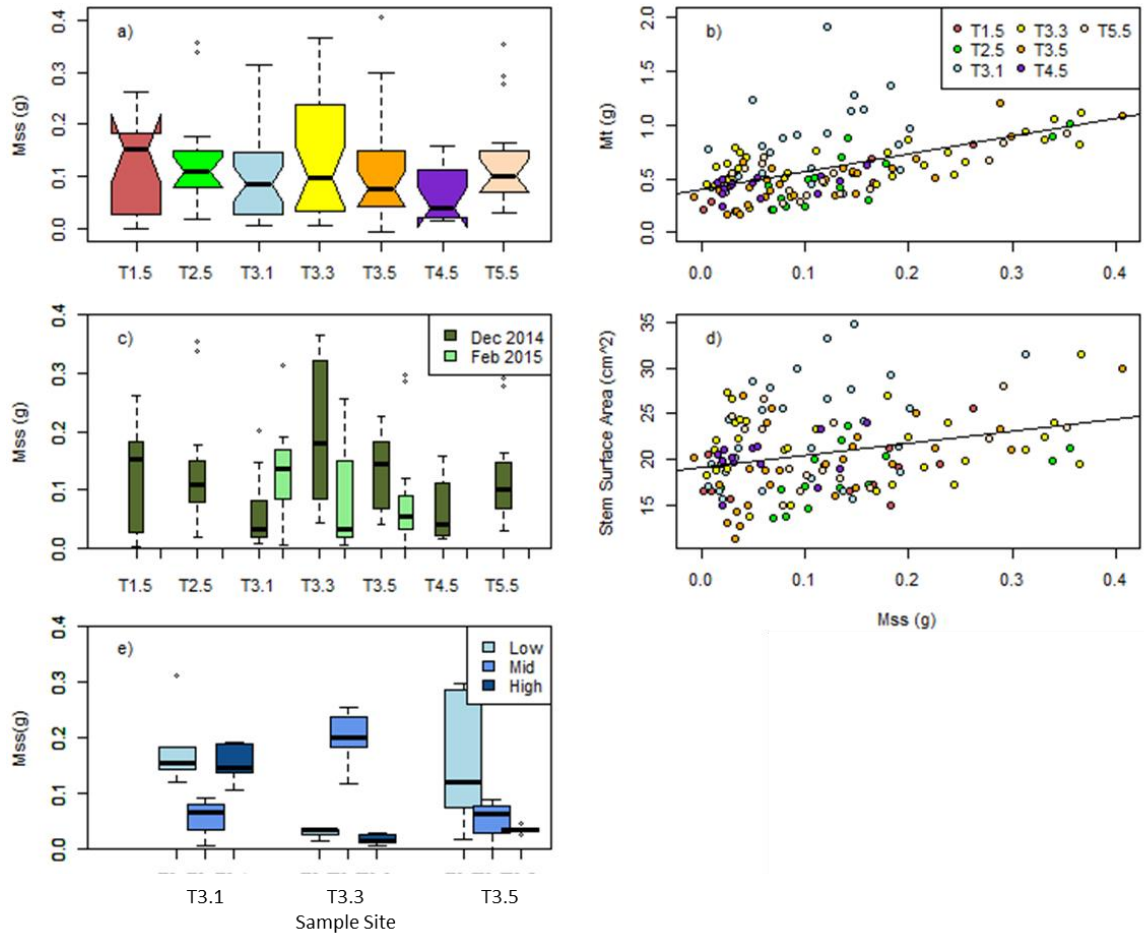 a)
Mss (g)
0.4
0.3
0.2
0.1
0.0
T1.5 T2.5 T3.1 T3.3 T3.5 T4.5 T5.5
b)
Mt (g)
2.0
1.5
1.0
0.5
0.0
T1.5 T3.3 T5.5
T2.5 T3.5
T3.1 T4.5
0.0 0.1 0.2 0.3 0.4
c)
Mss (g)
0.4
0.3
0.2
0.1
0.0
Dec 2014
Feb 2015
T1.5 T2.5 T3.1 T3.3 T3.5 T4.5 T5.5
d)
Stem Surface Area (cm^2)
35
30
25
20
15
0.0 0.1 0.2 0.3 0.4
Mss (g)
e)
Mss(g)
0.4
0.3
0.2
0.1
0.0
Low
Mid
High
T3.1 T3.3 T3.5
Sample Site